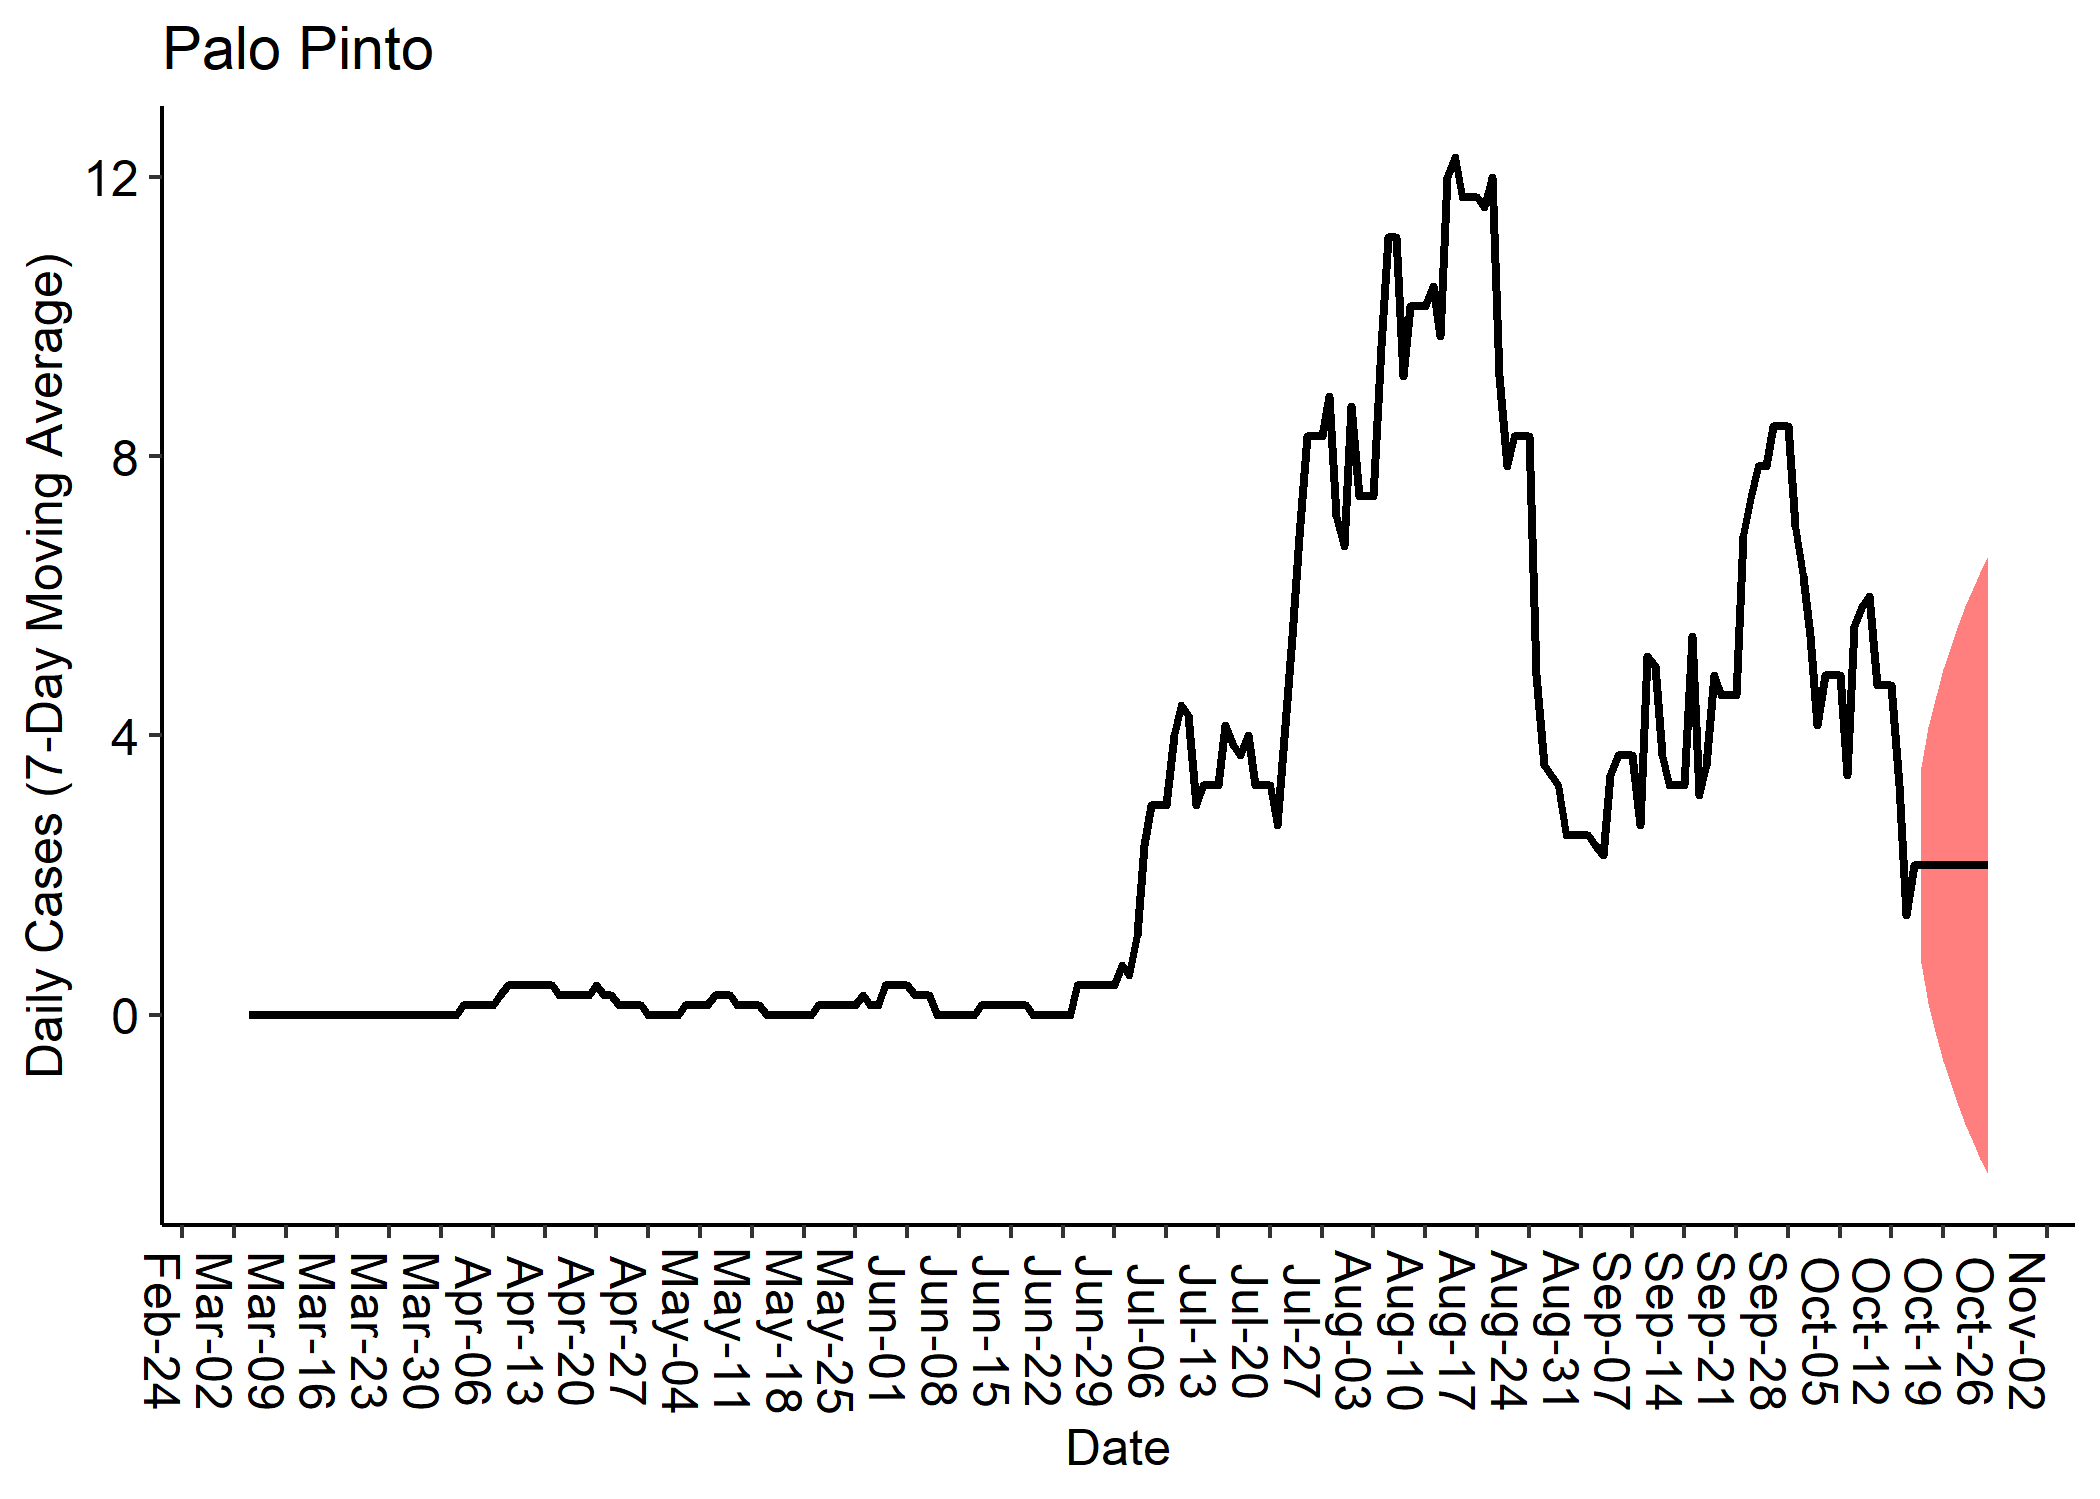 Palo Pinto
Daily Cases (7-Day Moving Average)
12
8
4
0
Feb-24
Mar-02
Mar-09
Mar-16
Mar-23
Mar-30
Apr-06
Apr-13
Apr-20
Apr-27
May-04
May-11
May-18
May-25
Jun-01
Jun-08
Jun-15
Jun-22
Jun-29
Jul-06
Jul-13
Jul-20
Jul-27
Aug-03
Aug-10
Aug-17
Aug-24
Aug-31
Sep-07
Sep-14
Sep-21
Sep-28
Oct-05
Oct-12
Oct-19
Oct-26
Nov-02
Date